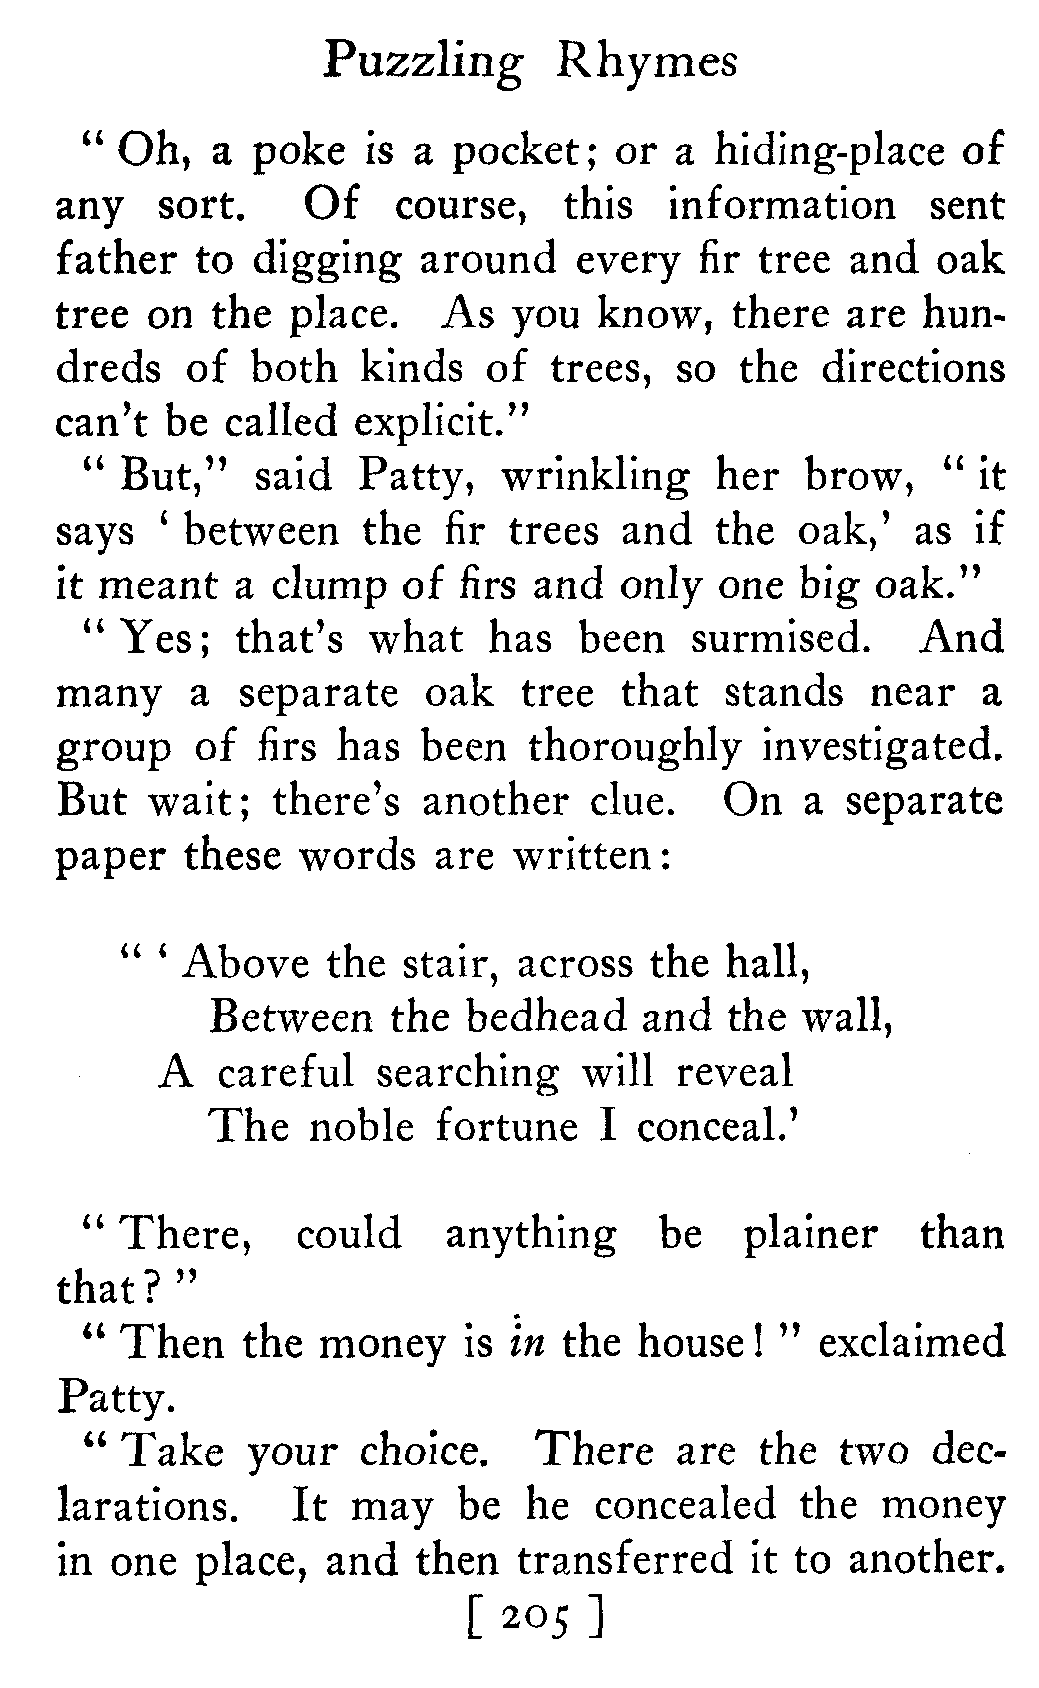 Puzzling Rhymes
“ Oh, a poke is a pocket; or a hiding-place of
any sort. Of course, this information sent
father to digging around every fir tree and oak
tree on the place. As you know, there are hun-
dreds of both kinds of trees, so the directions
can’t be called explicit.”
“ But,” said Patty, wrinkling her brow, “ it
says ‘ between the fir trees and the oak,’ as if
it meant a clump of firs and only one big oak.”
“ Yes; that’s what has been surmised. And
many a separate oak tree that stands near a
group of firs has been thoroughly investigated.
But wait; there’s another clue. On a separate
paper these words are written:
“ ‘ Above the stair, across the hall,
Between the bedhead and the wall,
A careful searching will reveal
The noble fortune I conceal.’
“ There, could anything be plainer than
that? ”
“ Then the money is in the house! ” exclaimed
Patty.
“ Take your choice. There are the two dec-
larations. It may be he concealed the money
in one place, and then transferred it to another.
[ 205 ]